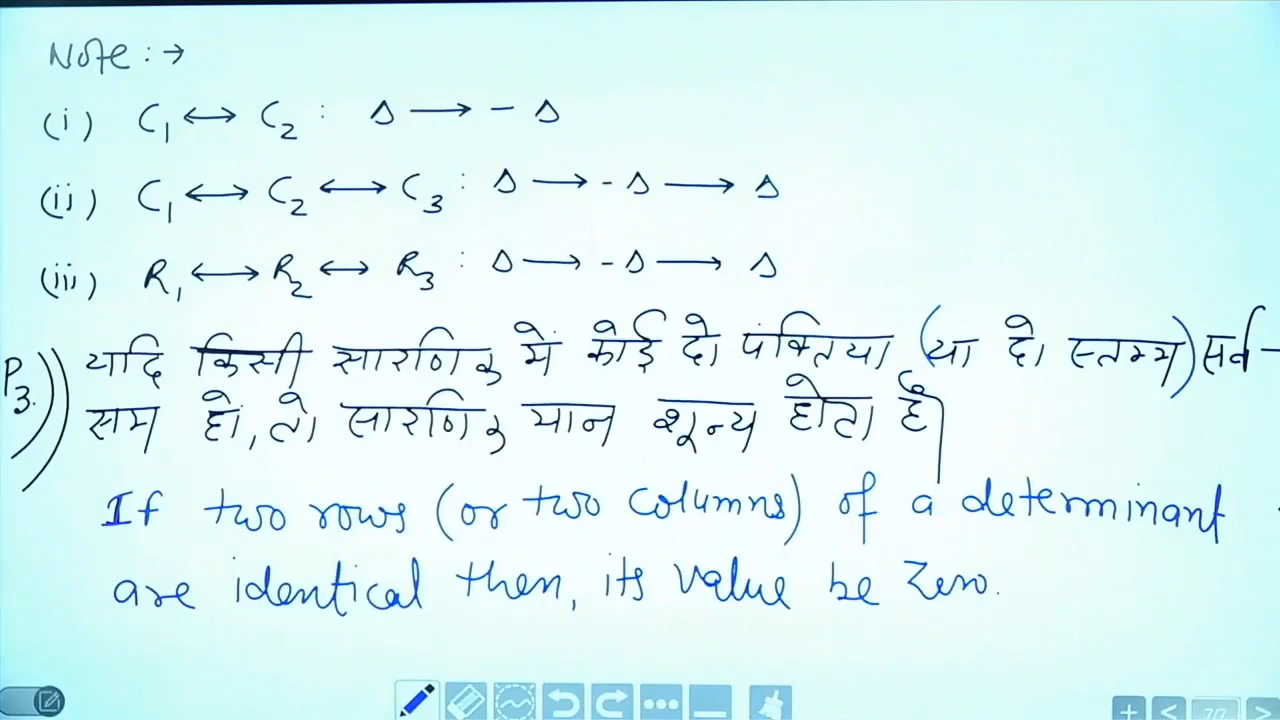 Note : →
(i) C₁ ↔ C₂ : Δ → - Δ
(ii) C₁ ↔ C₂ ↔ C₃ : Δ → - Δ → Δ
(iii) R₁ ↔ R₂ ↔ R₃ : Δ → - Δ → Δ
P₃. यदि किसी सारणिक में कोई दो पंक्तिया (या दो स्तम्भ) सर्व-
सम हो, तो सारणिक मान शून्य होता है।
If two rows (or two columns) of a determinant
are identical then, its value be zero.